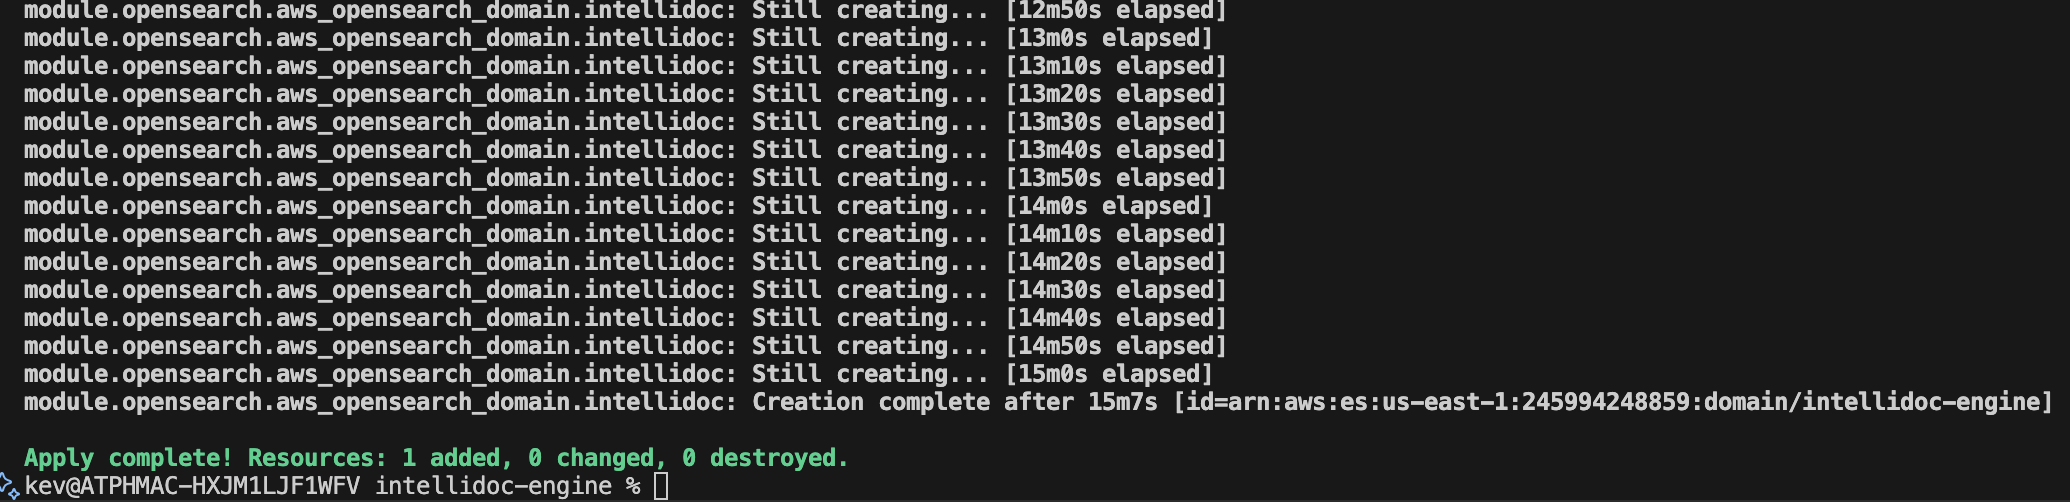 module.opensearch.aws_opensearch_domain.intellidoc: Still creating... [12m50s elapsed]
module.opensearch.aws_opensearch_domain.intellidoc: Still creating... [13m0s elapsed]
module.opensearch.aws_opensearch_domain.intellidoc: Still creating... [13m10s elapsed]
module.opensearch.aws_opensearch_domain.intellidoc: Still creating... [13m20s elapsed]
module.opensearch.aws_opensearch_domain.intellidoc: Still creating... [13m30s elapsed]
module.opensearch.aws_opensearch_domain.intellidoc: Still creating... [13m40s elapsed]
module.opensearch.aws_opensearch_domain.intellidoc: Still creating... [13m50s elapsed]
module.opensearch.aws_opensearch_domain.intellidoc: Still creating... [14m0s elapsed]
module.opensearch.aws_opensearch_domain.intellidoc: Still creating... [14m10s elapsed]
module.opensearch.aws_opensearch_domain.intellidoc: Still creating... [14m20s elapsed]
module.opensearch.aws_opensearch_domain.intellidoc: Still creating... [14m30s elapsed]
module.opensearch.aws_opensearch_domain.intellidoc: Still creating... [14m40s elapsed]
module.opensearch.aws_opensearch_domain.intellidoc: Still creating... [14m50s elapsed]
module.opensearch.aws_opensearch_domain.intellidoc: Still creating... [15m0s elapsed]
module.opensearch.aws_opensearch_domain.intellidoc: Creation complete after 15m7s [id=arn:aws:es:us-east-1:245994248859:domain/intellidoc-engine]
Apply complete! Resources: 1 added, 0 changed, 0 destroyed.
kev@ATPHMAC-HXJM1LJF1WFV intellidoc-engine %